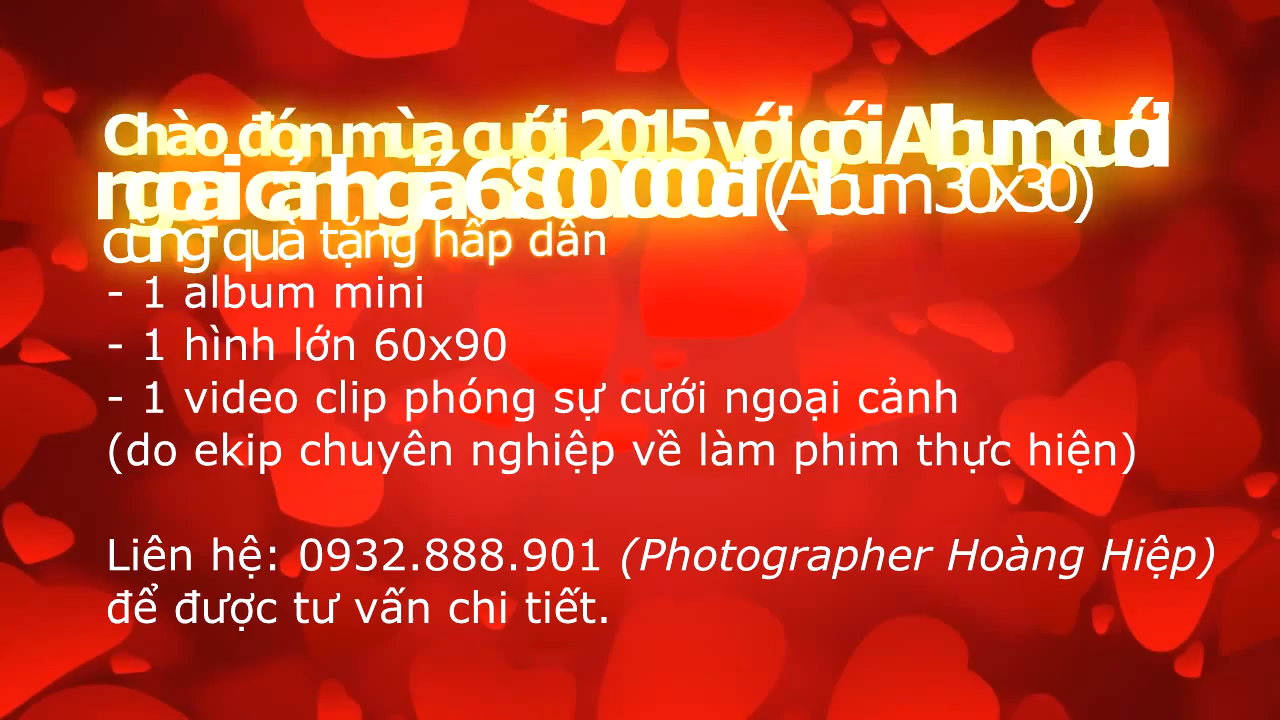 Chào đón mùa cưới 2015 với gói Album cưới
ngoại cảnh giá 6.800.000đ (Album 30x30)
cùng quà tặng hấp dẫn
- 1 album mini
- 1 hình lớn 60x90
- 1 video clip phóng sự cưới ngoại cảnh
(do ekip chuyên nghiệp về làm phim thực hiện)
Liên hệ: 0932.888.901 (Photographer Hoàng Hiệp)
để được tư vấn chi tiết.